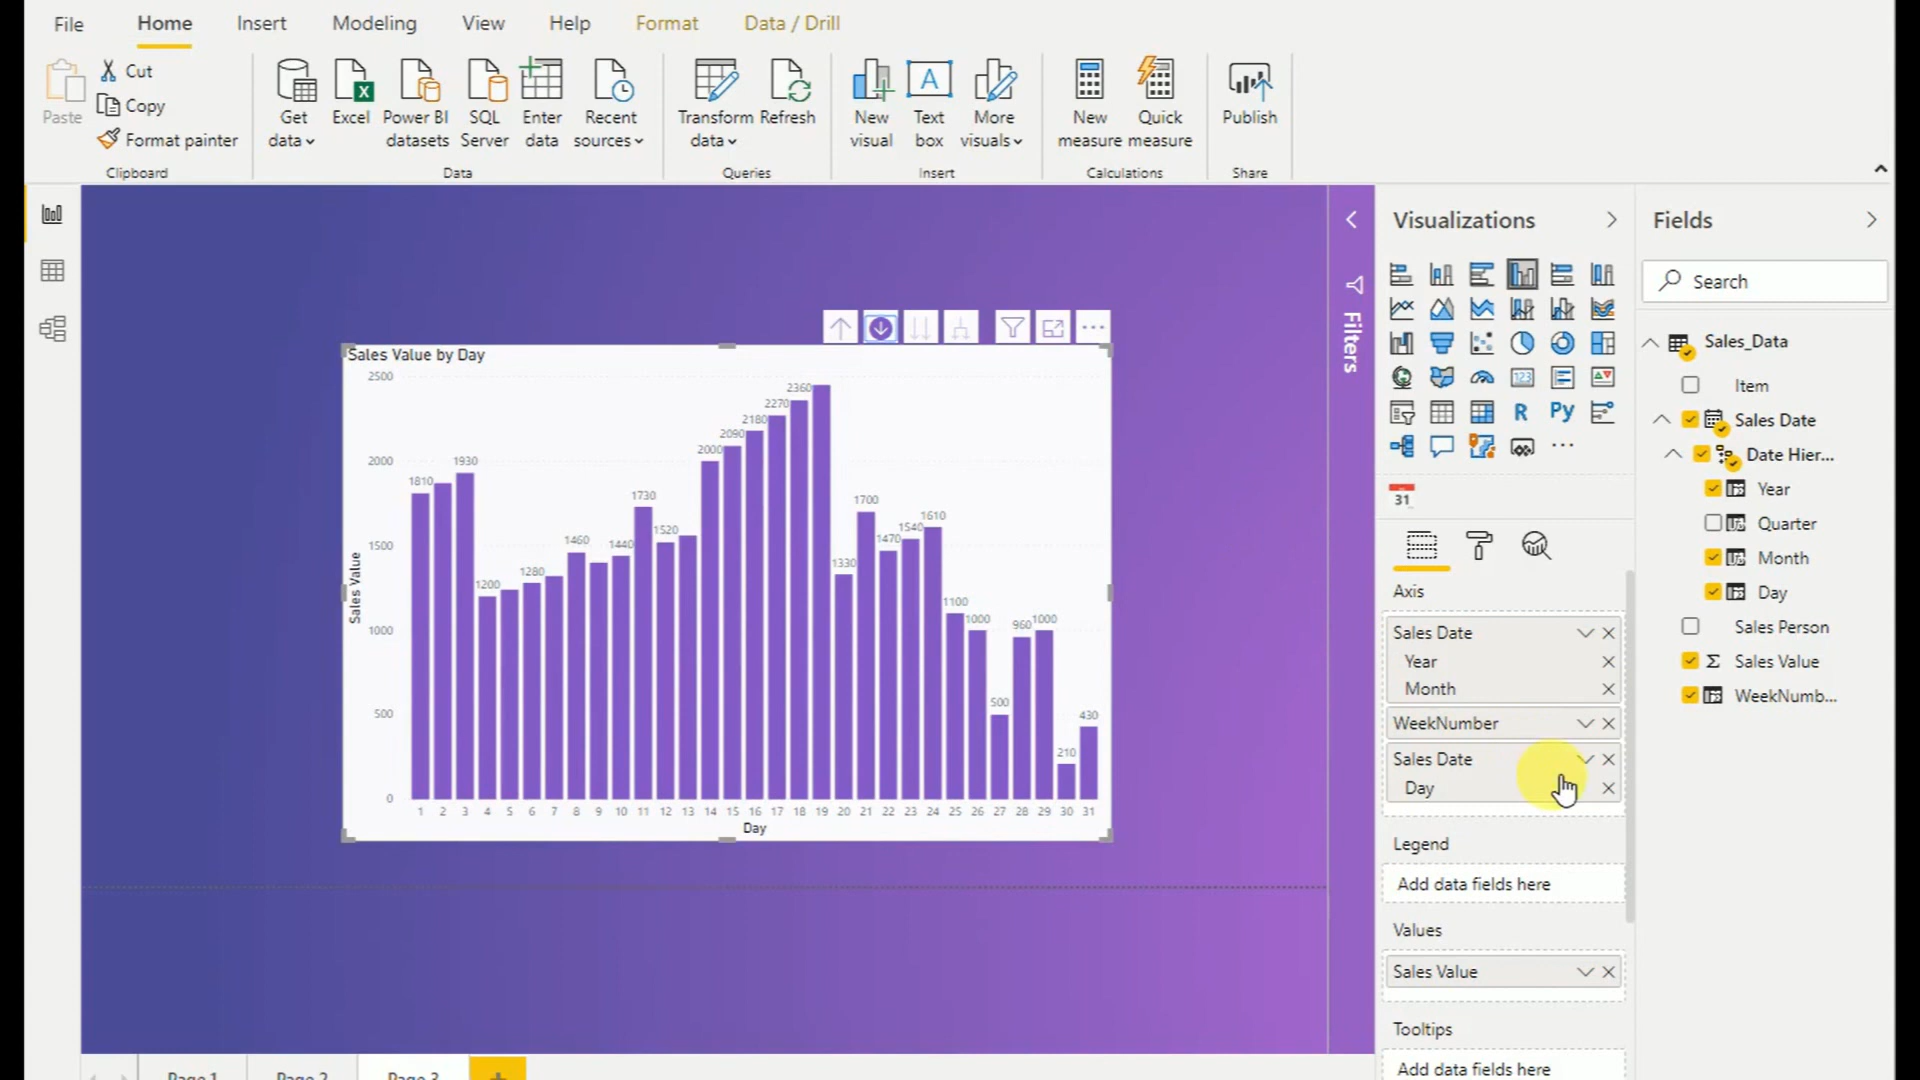 File Home Insert Modeling View Help Format Data / Drill
Paste
Cut
Copy
Format painter
Clipboard
Get data
Excel
Power BI datasets
SQL Server
Enter data
Recent sources
Data
Transform data
Refresh
Queries
New visual
Text box
More visuals
Insert
New measure
Quick measure
Calculations
Publish
Share
Sales Value by Day
2500
2000
1500
1000
500
0
Sales Value
1810
1930
1200
1280
1460
1440
1730
1520
2000
2090
2180
2270
2360
1330
1700
1470
1540
1610
1100
1000
500
960
1000
210
430
1 2 3 4 5 6 7 8 9 10 11 12 13 14 15 16 17 18 19 20 21 22 23 24 25 26 27 28 29 30 31
Day
Filters
Visualizations
123
R
Py
31
Axis
Sales Date
Year
Month
WeekNumber
Sales Date
Day
Legend
Add data fields here
Values
Sales Value
Tooltips
Add data fields here
Fields
Search
Sales_Data
Item
Sales Date
Date Hier...
Year
Quarter
Month
Day
Sales Person
Σ Sales Value
WeekNumb...
Page 1 Page 2 Page 3 +